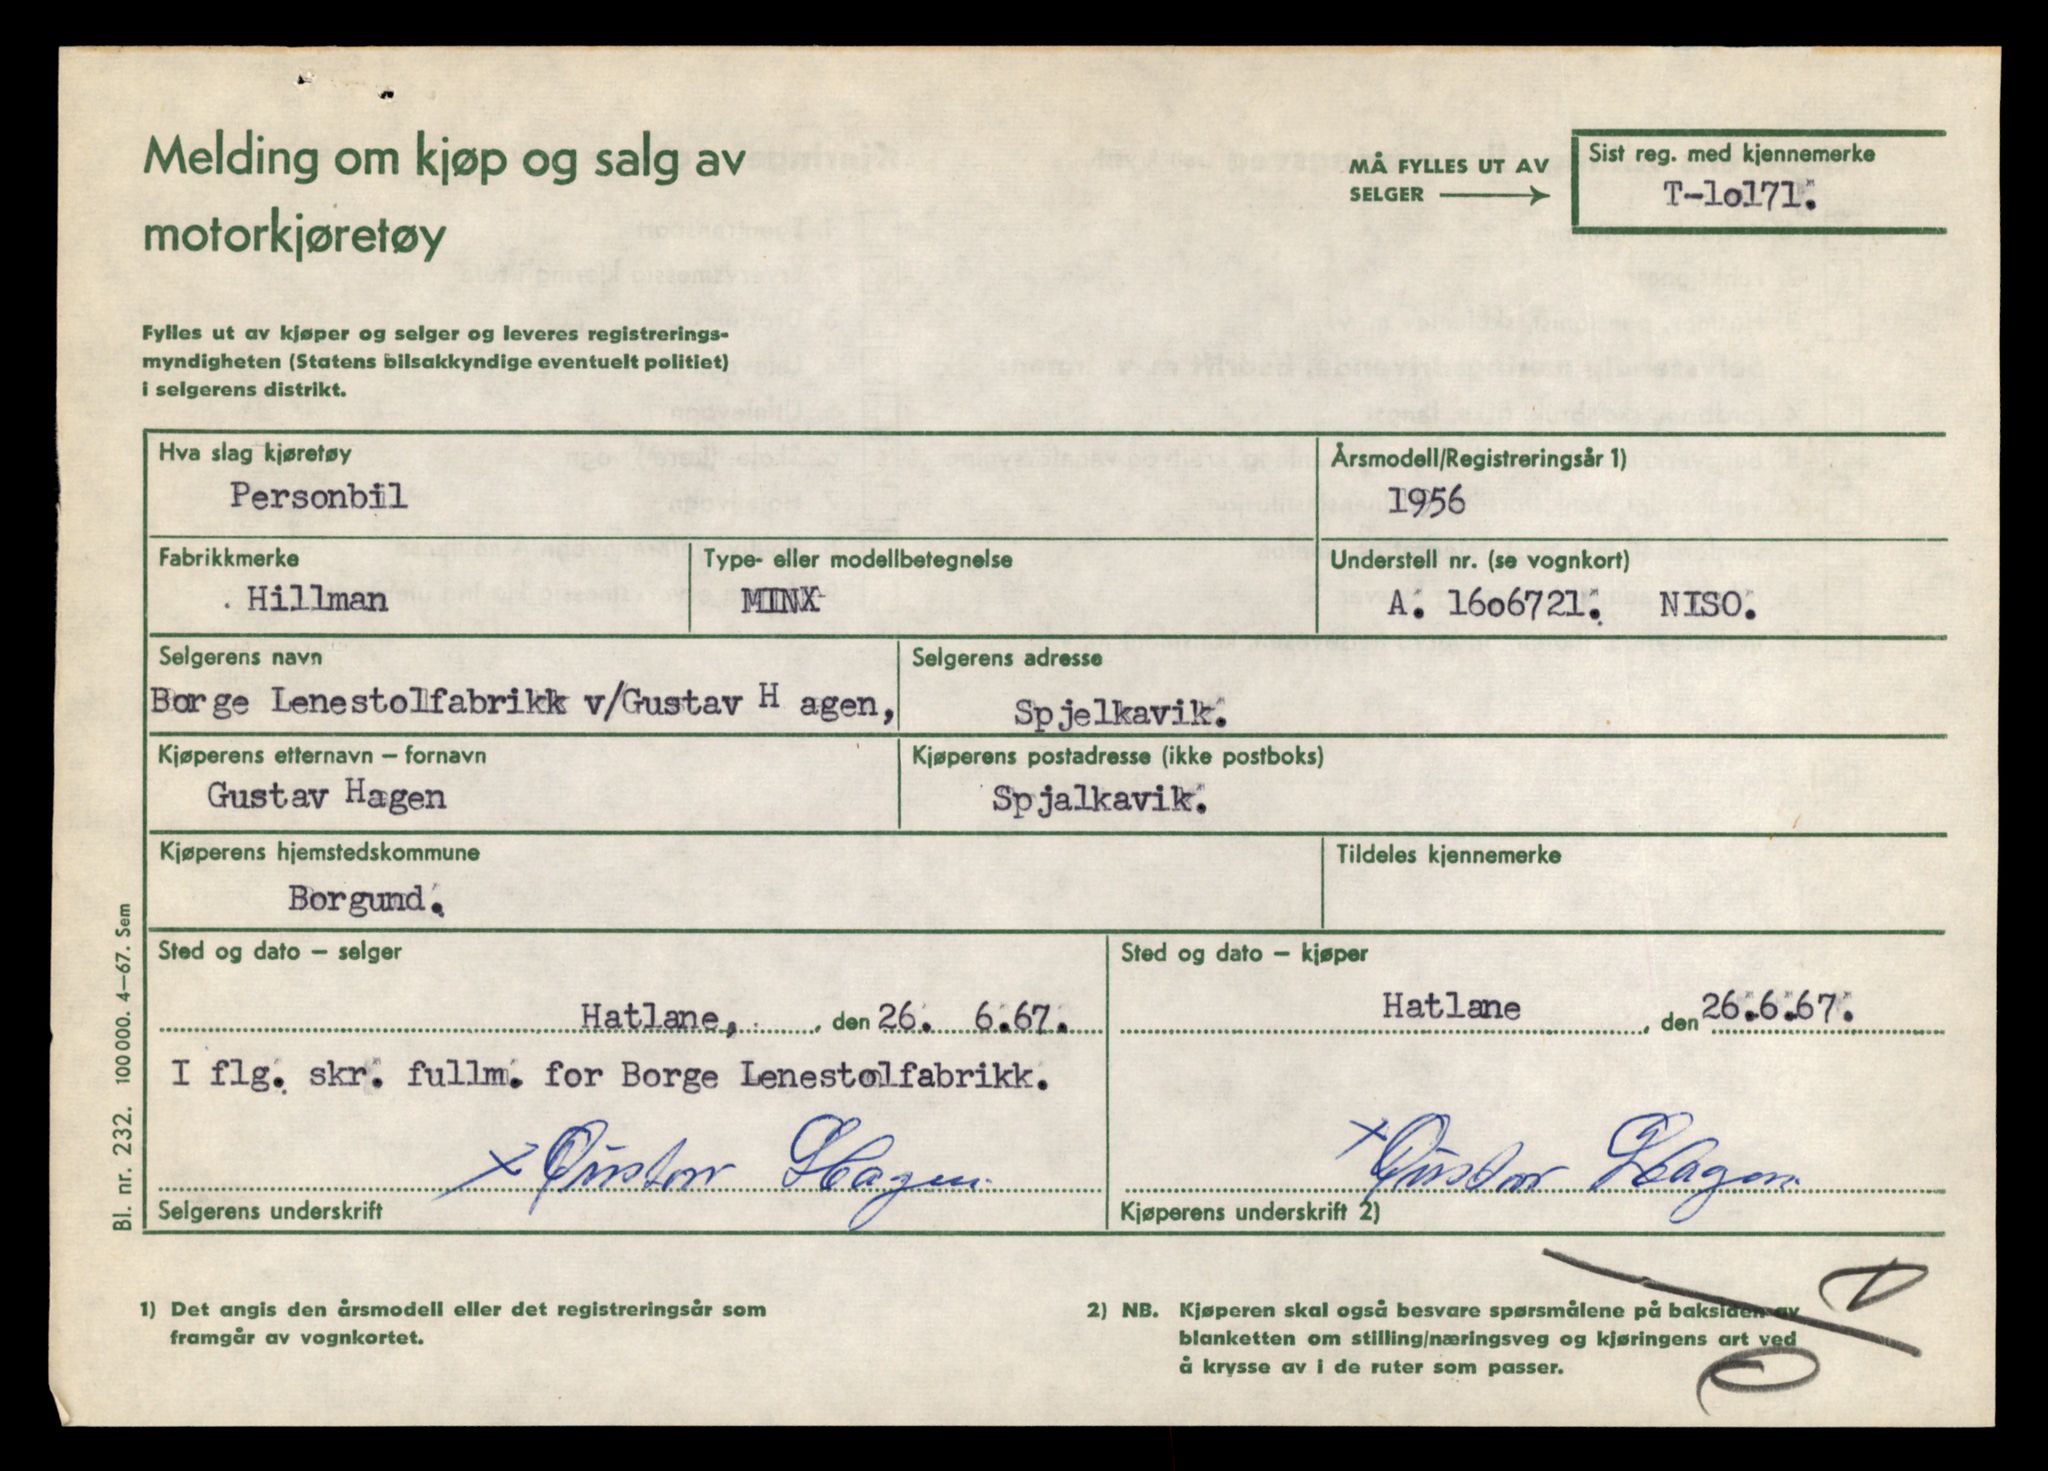 Melding om kjøp og salg av
motorkjøretøy
MÅ FYLLES UT AV
SELGER
Sist reg. med kjennemerke
T-lol7l.
Fylles ut av kjøper og selger og leveres registrerings-
myndigheten (Statens bilsakkyndige eventuelt politiet)
i selgerens distrikt.
Hva slag kjøretøy
Personbil
Årsmodell/Registreringsår 1)
1956
Fabrikkmerke
Hillman
Type- eller modellbetegnelse
MINX
Understell nr. (se vognkort)
A. 16o6721. NISO.
Selgerens navn
Borge Lenestolfabrikk v/Gustav H agen,
Selgerens adresse
Spjelkavik.
Kjøperens etternavn – fornavn
Gustav Hagen
Kjøperens postadresse (ikke postboks)
Spjalkavik.
Kjøperens hjemstedskommune
Borgund.
Tildeles kjennemerke
Sted og dato – selger
Hatlane, , den 26. 6.67.
I flg. skr. fullm. for Borge Lenestolfabrikk.
x Gustav Hagen
Selgerens underskrift
Sted og dato – kjøper
Hatlane , den 26.6.67.
x Gustav Hagen
Kjøperens underskrift 2)
Bl. nr. 232. 100 000. 4–67. Sem
1) Det angis den årsmodell eller det registreringsår som
framgår av vognkortet.
2) NB. Kjøperen skal også besvare spørsmålene på baksiden av
blanketten om stilling/næringsveg og kjøringens art ved
å krysse av i de ruter som passer.